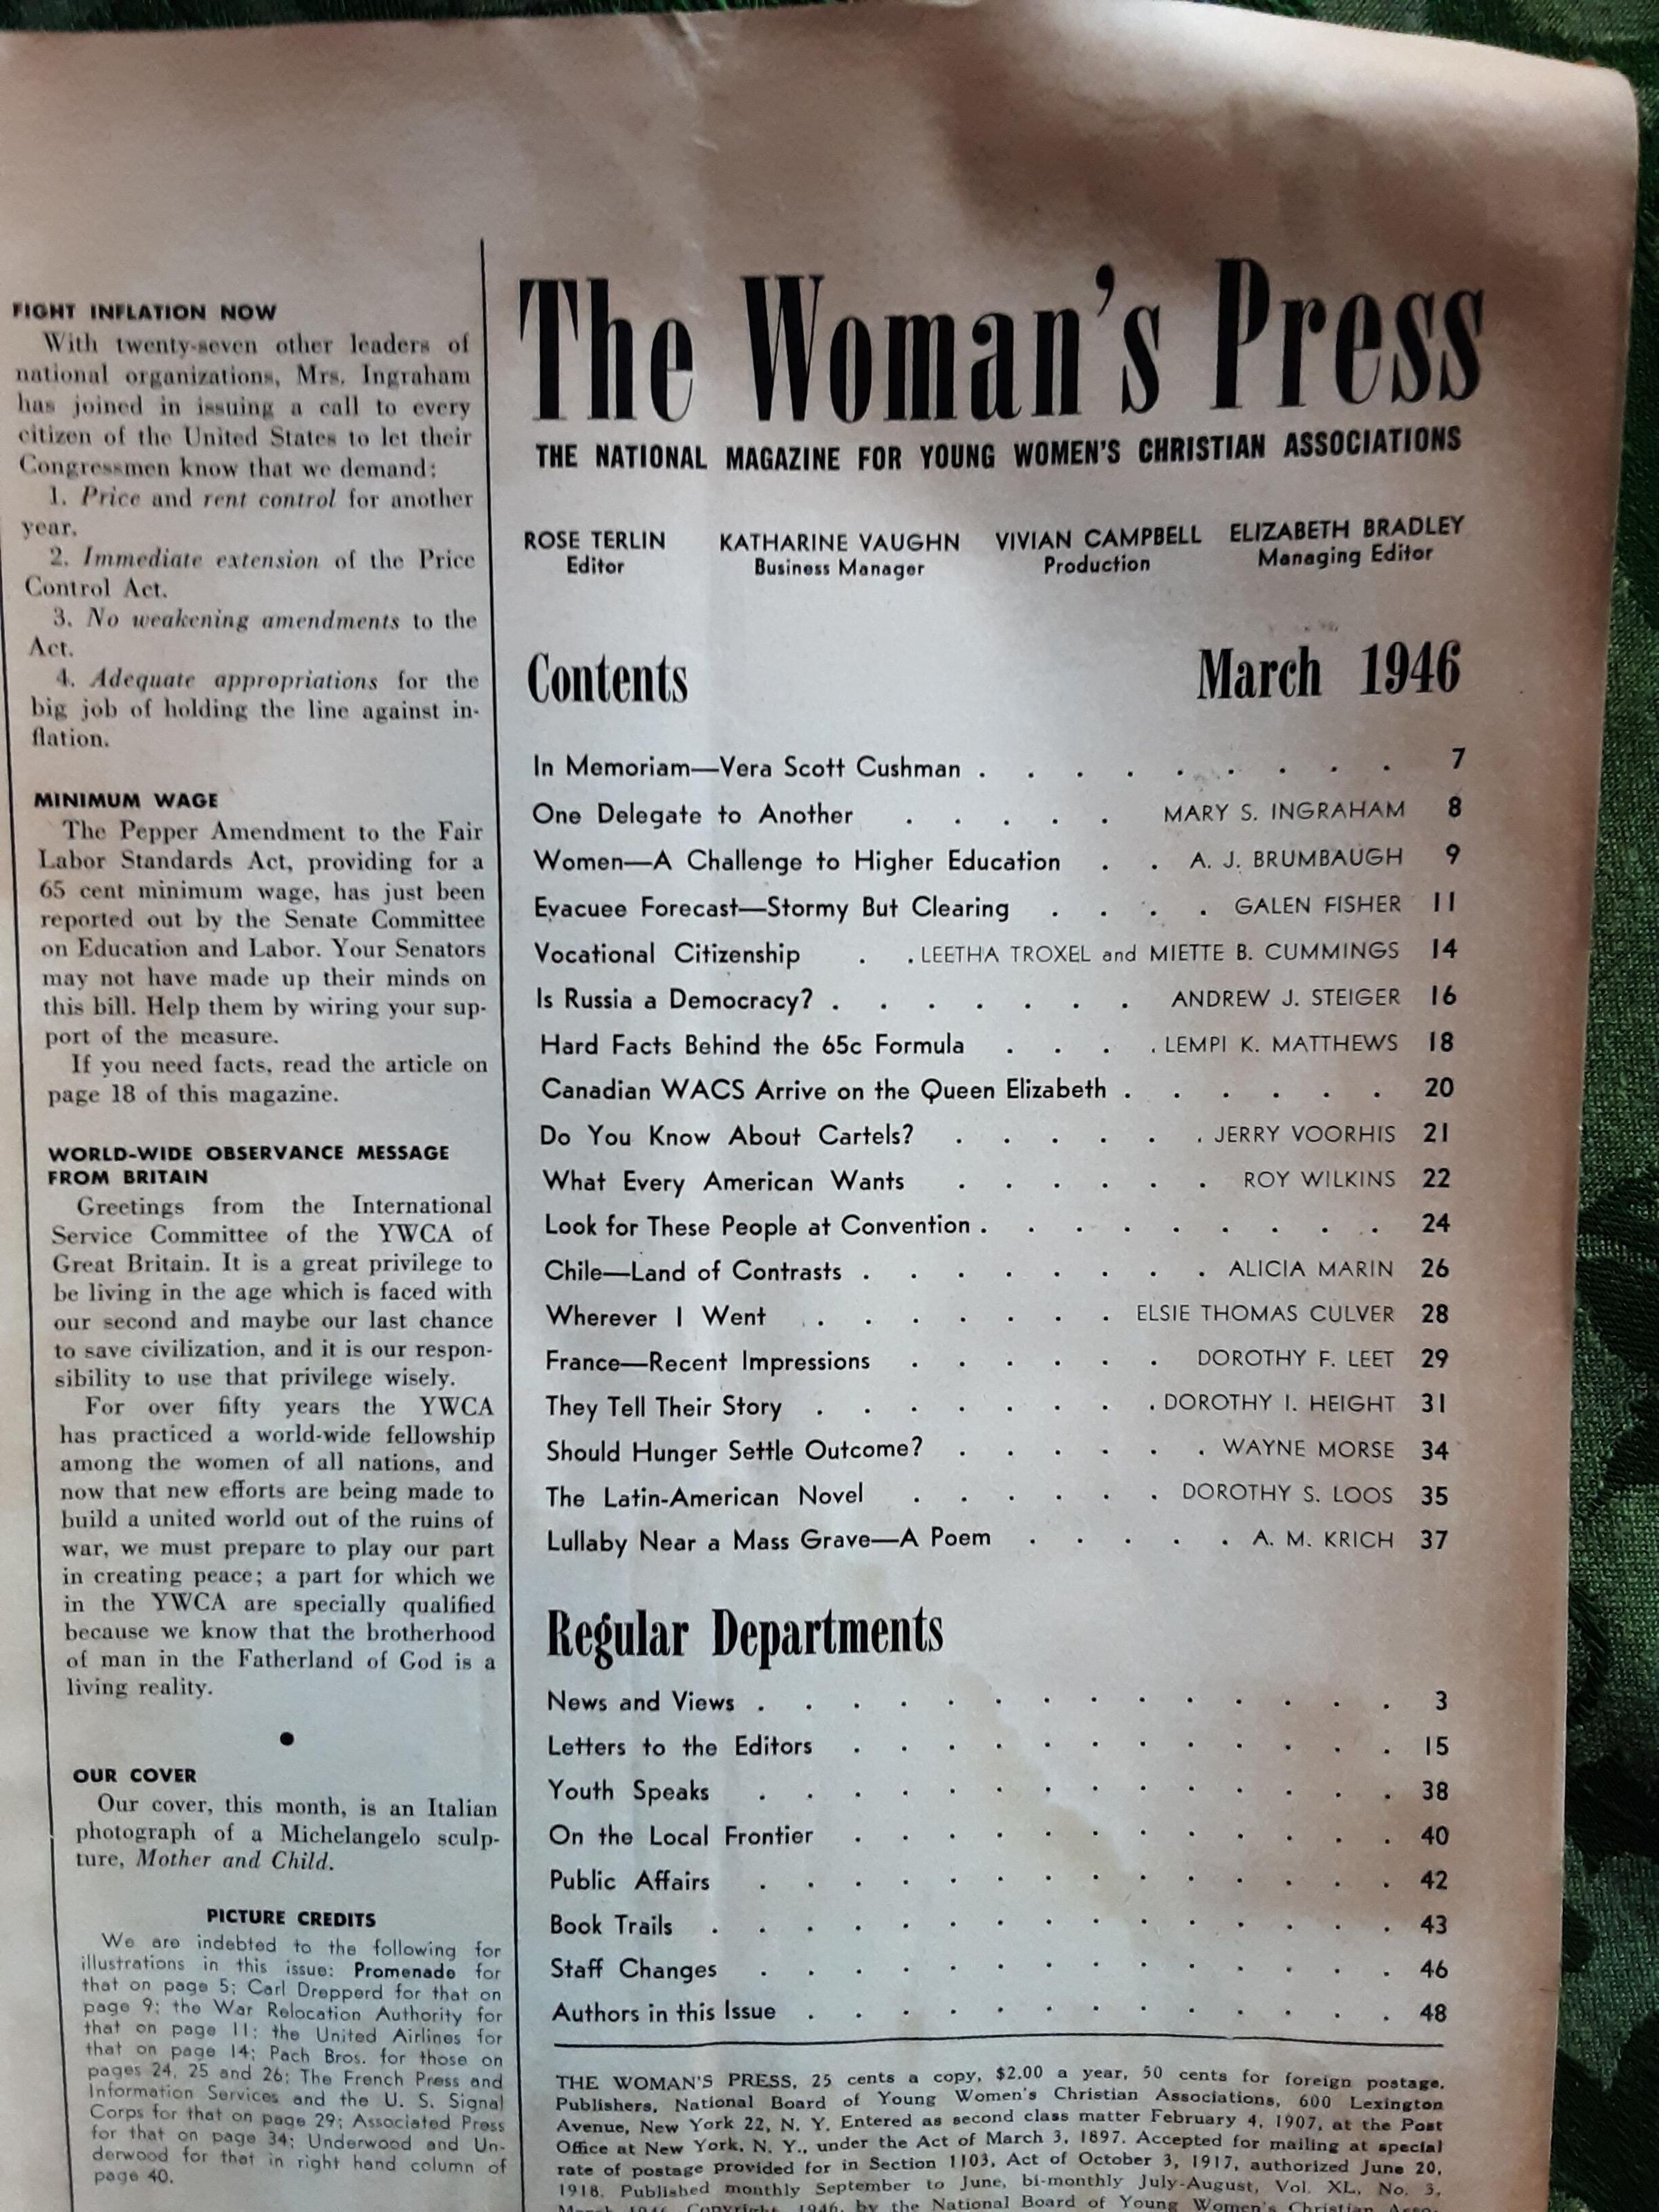 FIGHT INFLATION NOW
With twenty-seven other leaders of
national organizations, Mrs. Ingraham
has joined in issuing a call to every
citizen of the United States to let their
Congressmen know that we demand:
1. Price and rent control for another
year.
2. Immediate extension of the Price
Control Act.
3. No weakening amendments to the
Act.
4. Adequate appropriations for the
big job of holding the line against in-
flation.
MINIMUM WAGE
The Pepper Amendment to the Fair
Labor Standards Act, providing for a
65 cent minimum wage, has just been
reported out by the Senate Committee
on Education and Labor. Your Senators
may not have made up their minds on
this bill. Help them by wiring your sup-
port of the measure.
If you need facts, read the article on
page 18 of this magazine.
WORLD-WIDE OBSERVANCE MESSAGE
FROM BRITAIN
Greetings from the International
Service Committee of the YWCA of
Great Britain. It is a great privilege to
be living in the age which is faced with
our second and maybe our last chance
to save civilization, and it is our respon-
sibility to use that privilege wisely.
For over fifty years the YWCA
has practiced a world-wide fellowship
among the women of all nations, and
now that new efforts are being made to
build a united world out of the ruins of
war, we must prepare to play our part
in creating peace; a part for which we
in the YWCA are specially qualified
because we know that the brotherhood
of man in the Fatherland of God is a
living reality.
OUR COVER
Our cover, this month, is an Italian
photograph of a Michelangelo sculp-
ture, Mother and Child.
PICTURE CREDITS
We are indebted to the following for
illustrations in this issue: Promenade for
that on page 5; Carl Drepperd for that on
page 9; the War Relocation Authority for
that on page 11; the United Airlines for
that on page 14; Pach Bros. for those on
pages 24, 25 and 26; The French Press and
Information Services and the U. S. Signal
Corps for that on page 29; Associated Press
for that on page 34; Underwood and Un-
derwood for that in right hand column of
page 40.
The Woman's Press
THE NATIONAL MAGAZINE FOR YOUNG WOMEN'S CHRISTIAN ASSOCIATIONS
ROSE TERLIN KATHARINE VAUGHN VIVIAN CAMPBELL ELIZABETH BRADLEY
Editor Business Manager Production Managing Editor
Contents March 1946
In Memoriam—Vera Scott Cushman . . . . . . . . . 7
One Delegate to Another . . . . . MARY S. INGRAHAM 8
Women—A Challenge to Higher Education . . A. J. BRUMBAUGH 9
Evacuee Forecast—Stormy But Clearing . . . . GALEN FISHER 11
Vocational Citizenship . . LEETHA TROXEL and MIETTE B. CUMMINGS 14
Is Russia a Democracy? . . . . . . . ANDREW J. STEIGER 16
Hard Facts Behind the 65c Formula . . . . LEMPI K. MATTHEWS 18
Canadian WACS Arrive on the Queen Elizabeth . . . . . . 20
Do You Know About Cartels? . . . . . . JERRY VOORHIS 21
What Every American Wants . . . . . . ROY WILKINS 22
Look for These People at Convention . . . . . . . . . 24
Chile—Land of Contrasts . . . . . . . . ALICIA MARIN 26
Wherever I Went . . . . . . . ELSIE THOMAS CULVER 28
France—Recent Impressions . . . . . . DOROTHY F. LEET 29
They Tell Their Story . . . . . . . . DOROTHY I. HEIGHT 31
Should Hunger Settle Outcome? . . . . . . WAYNE MORSE 34
The Latin-American Novel . . . . . . DOROTHY S. LOOS 35
Lullaby Near a Mass Grave—A Poem . . . . . A. M. KRICH 37
Regular Departments
News and Views . . . . . . . . . . . . . . 3
Letters to the Editors . . . . . . . . . . . . 15
Youth Speaks . . . . . . . . . . . . . . 38
On the Local Frontier . . . . . . . . . . . . 40
Public Affairs . . . . . . . . . . . . . . 42
Book Trails . . . . . . . . . . . . . . . 43
Staff Changes . . . . . . . . . . . . . . 46
Authors in this Issue . . . . . . . . . . . . . 48
THE WOMAN'S PRESS, 25 cents a copy, $2.00 a year, 50 cents for foreign postage.
Publishers, National Board of Young Women's Christian Associations, 600 Lexington
Avenue, New York 22, N. Y. Entered as second class matter February 4, 1907, at the Post
Office at New York, N. Y., under the Act of March 3, 1897. Accepted for mailing at special
rate of postage provided for in Section 1103, Act of October 3, 1917, authorized June 20,
1918. Published monthly September to June, bi-monthly July-August, Vol. XL, No. 3,
March 1946. Copyright, 1946, by the National Board of Young Women's Christian Asso-